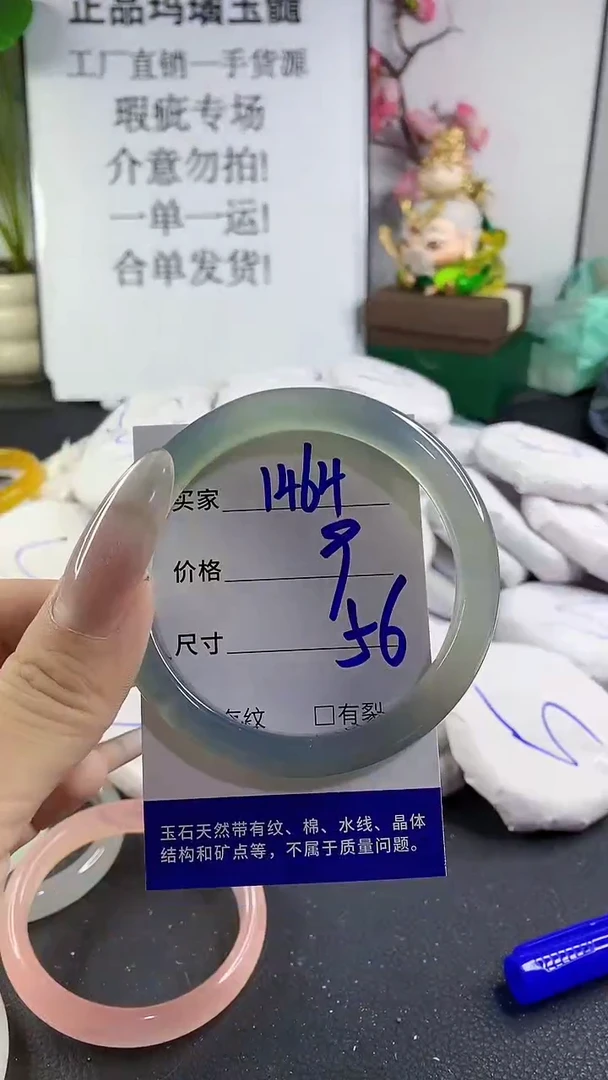 正品玛瑙玉髓
工厂直销一手货源
瑕疵专场
介意勿拍!
一单一运!
合单发货!
买家 1464
价格
尺寸 56
有纹 □有裂
玉石天然带有纹、棉、水线、晶体
结构和矿点等，不属于质量问题。